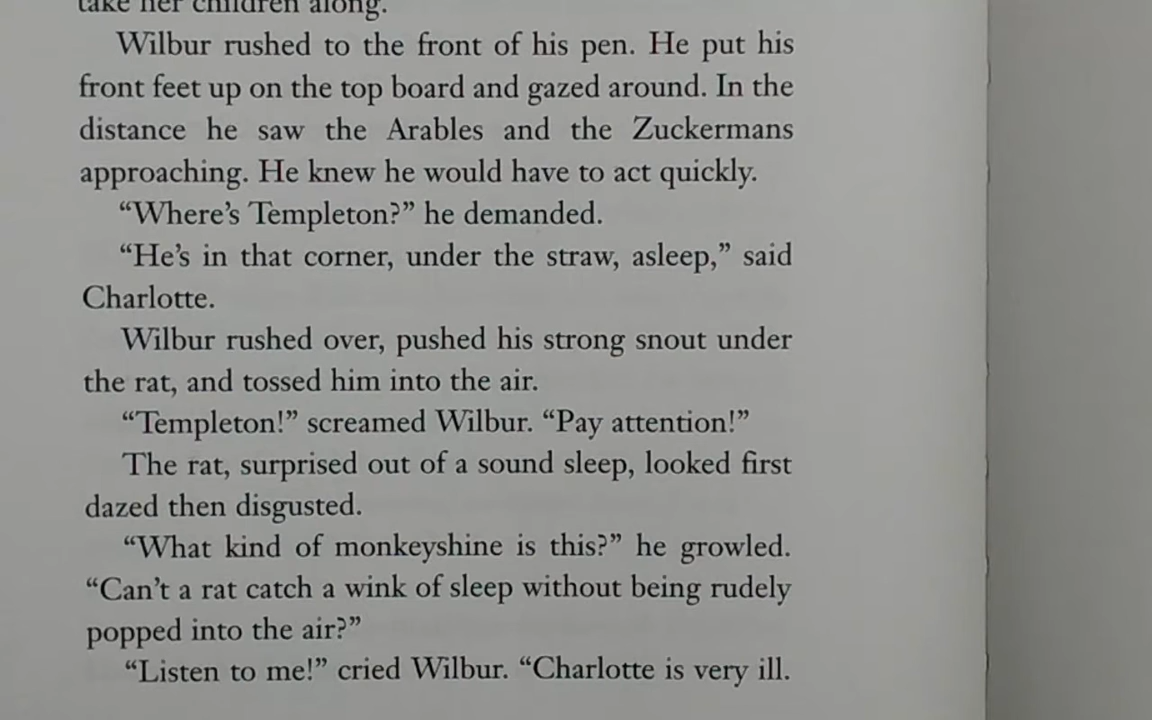 take her children along.
Wilbur rushed to the front of his pen. He put his
front feet up on the top board and gazed around. In the
distance he saw the Arables and the Zuckermans
approaching. He knew he would have to act quickly.
“Where’s Templeton?” he demanded.
“He’s in that corner, under the straw, asleep,” said
Charlotte.
Wilbur rushed over, pushed his strong snout under
the rat, and tossed him into the air.
“Templeton!” screamed Wilbur. “Pay attention!”
The rat, surprised out of a sound sleep, looked first
dazed then disgusted.
“What kind of monkeyshine is this?” he growled.
“Can’t a rat catch a wink of sleep without being rudely
popped into the air?”
“Listen to me!” cried Wilbur. “Charlotte is very ill.